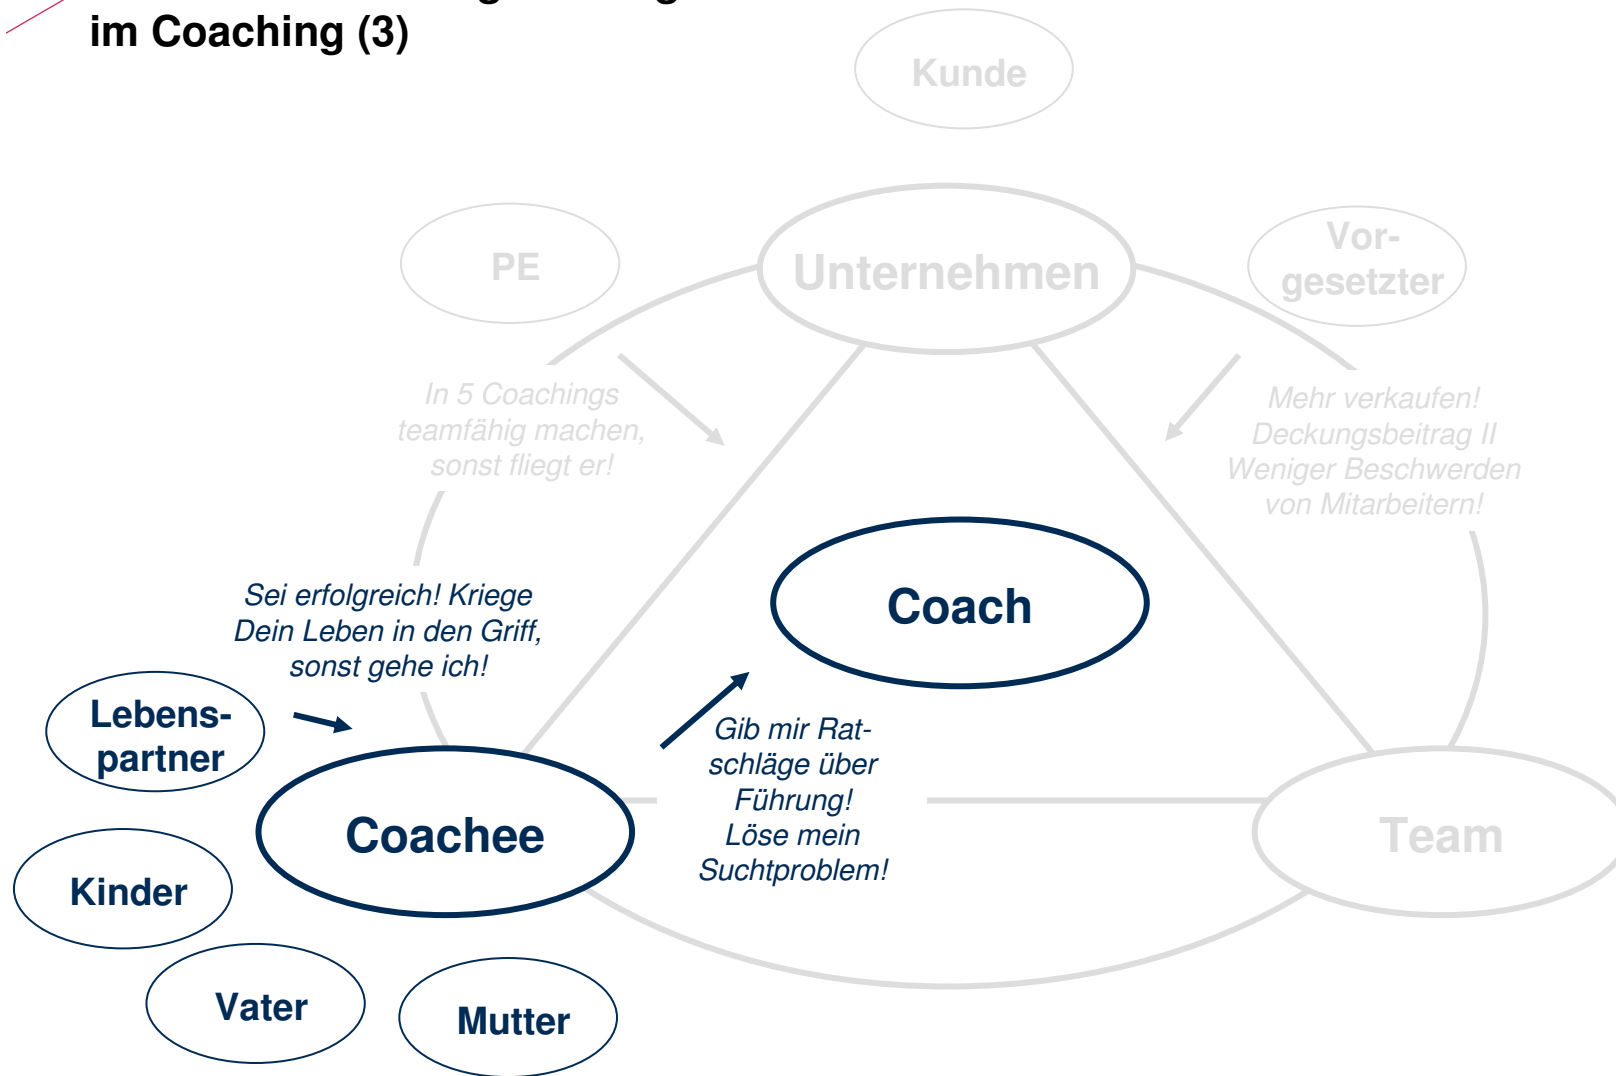 im Coaching (3)
Kunde
PE
Unternehmen
Vor-
gesetzter
In 5 Coachings
teamfähig machen,
sonst fliegt er!
Mehr verkaufen!
Deckungsbeitrag II
Weniger Beschwerden
von Mitarbeitern!
Coach
Sei erfolgreich! Kriege
Dein Leben in den Griff,
sonst gehe ich!
Lebens-
partner
Gib mir Rat-
schläge über
Führung!
Löse mein
Suchtproblem!
Coachee
Team
Kinder
Vater
Mutter